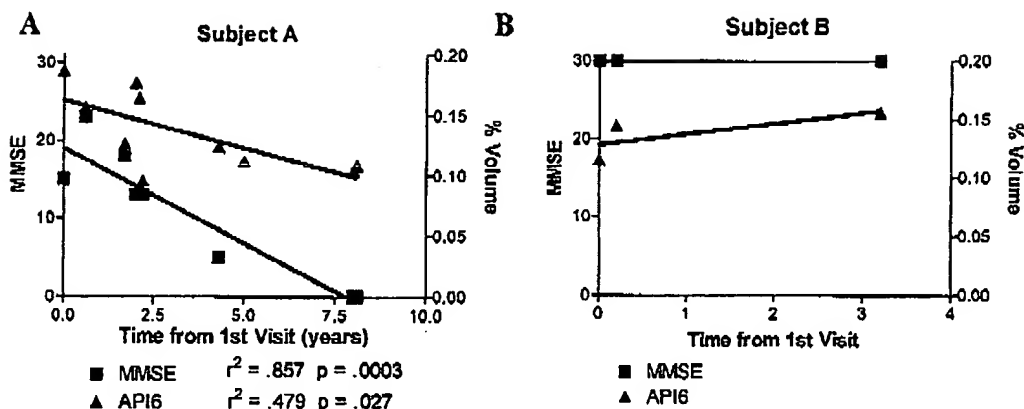 A
Subject A
30
20
10
0
MMSE
0.20
0.15
0.10
0.05
0.00
% Volume
0.0 2.5 5.0 7.5 10.0
Time from 1st Visit (years)
■ MMSE r² = .857 p = .0003
▲ API6 r² = .479 p = .027
B
Subject B
30
20
10
0
MMSE
0.20
0.15
0.10
0.05
0.00
% Volume
0 1 2 3 4
Time from 1st Visit
■ MMSE
▲ API6